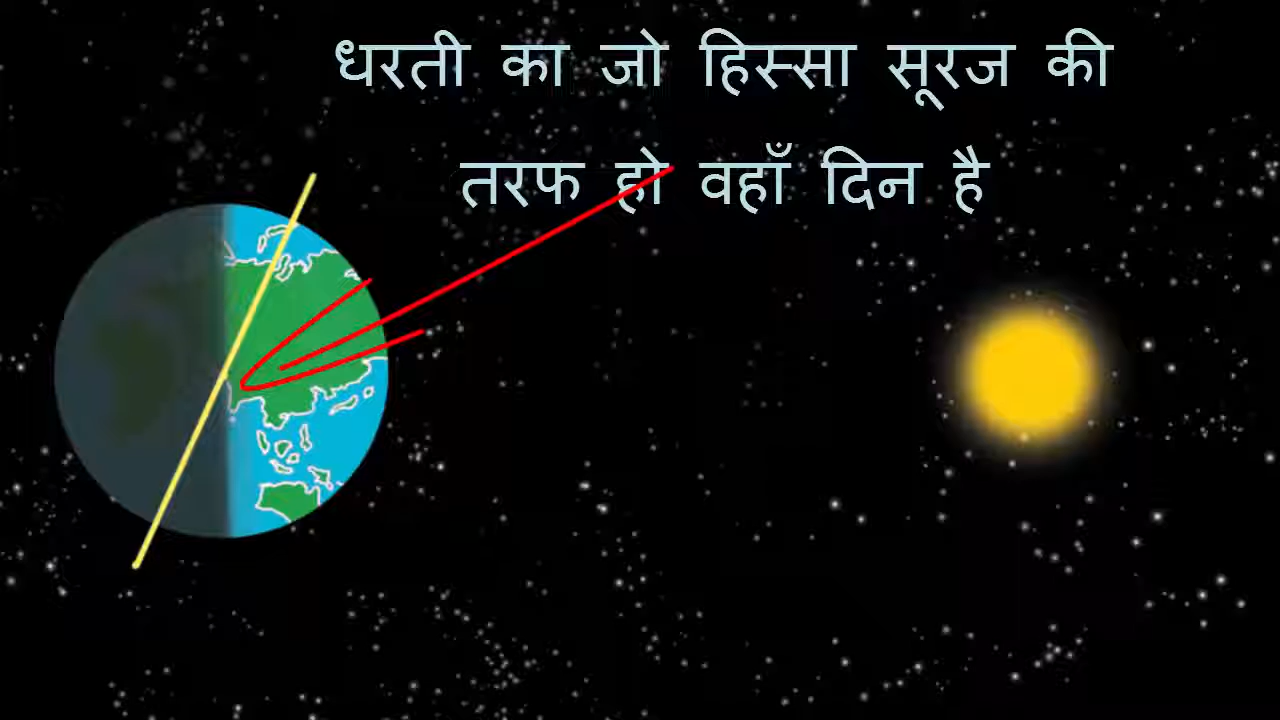 धरती का जो हिस्सा सूरज की
तरफ हो वहाँ दिन है